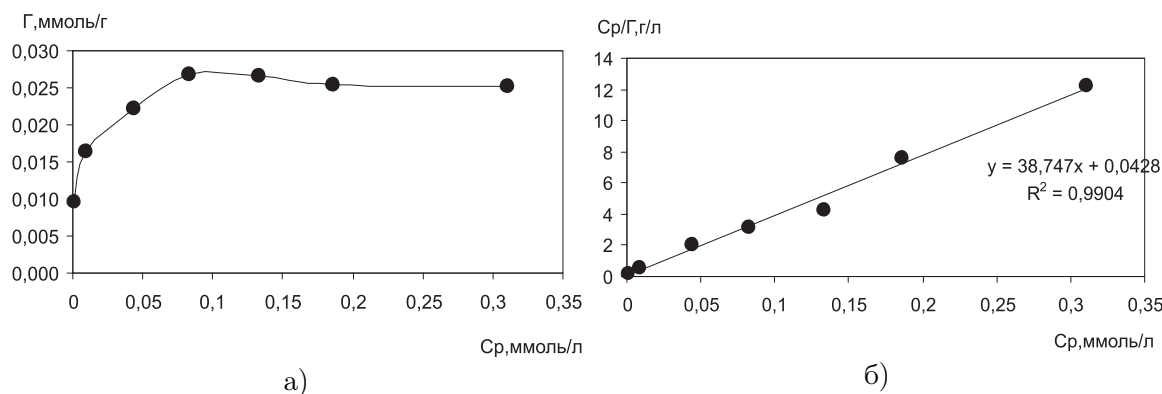 Г,ммоль/г
0,030
0,025
0,020
0,015
0,010
0,005
0,000
0 0,05 0,1 0,15 0,2 0,25 0,3 0,35
Ср,ммоль/л
а)
Ср/Г,г/л
14
12
10
8
6
4
2
0
y = 38,747x + 0,0428
R² = 0,9904
0 0,05 0,1 0,15 0,2 0,25 0,3 0,35
Ср,ммоль/л
б)